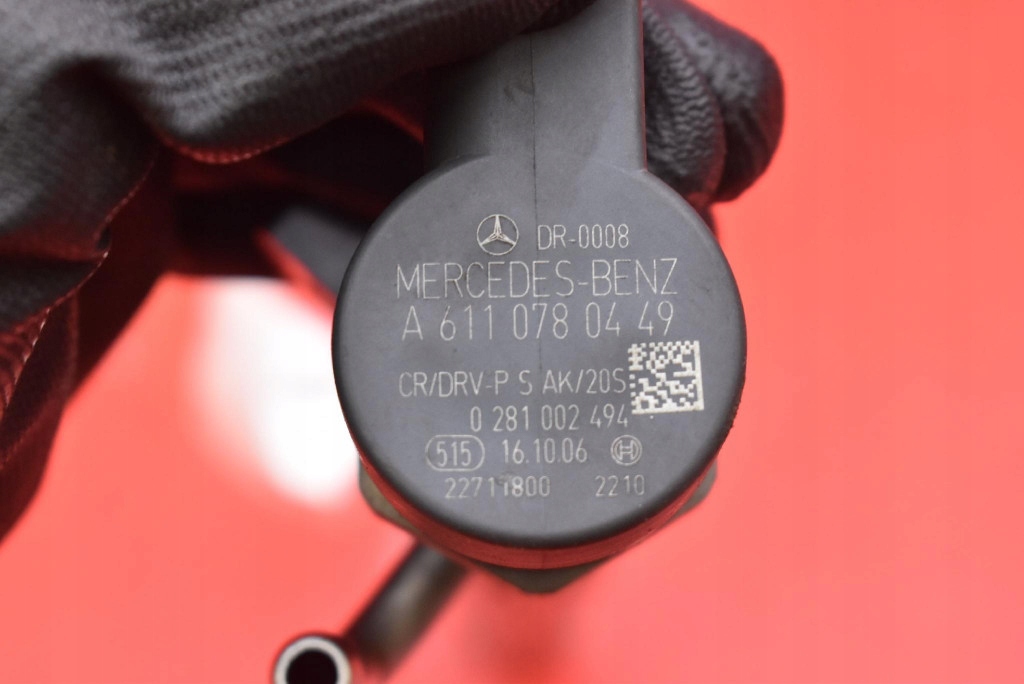 DR-0008
MERCEDES-BENZ
A 611 078 04 49
CR/DRV-P S AK/20S
0 281 002 494
515 16.10.06
22711800 2210